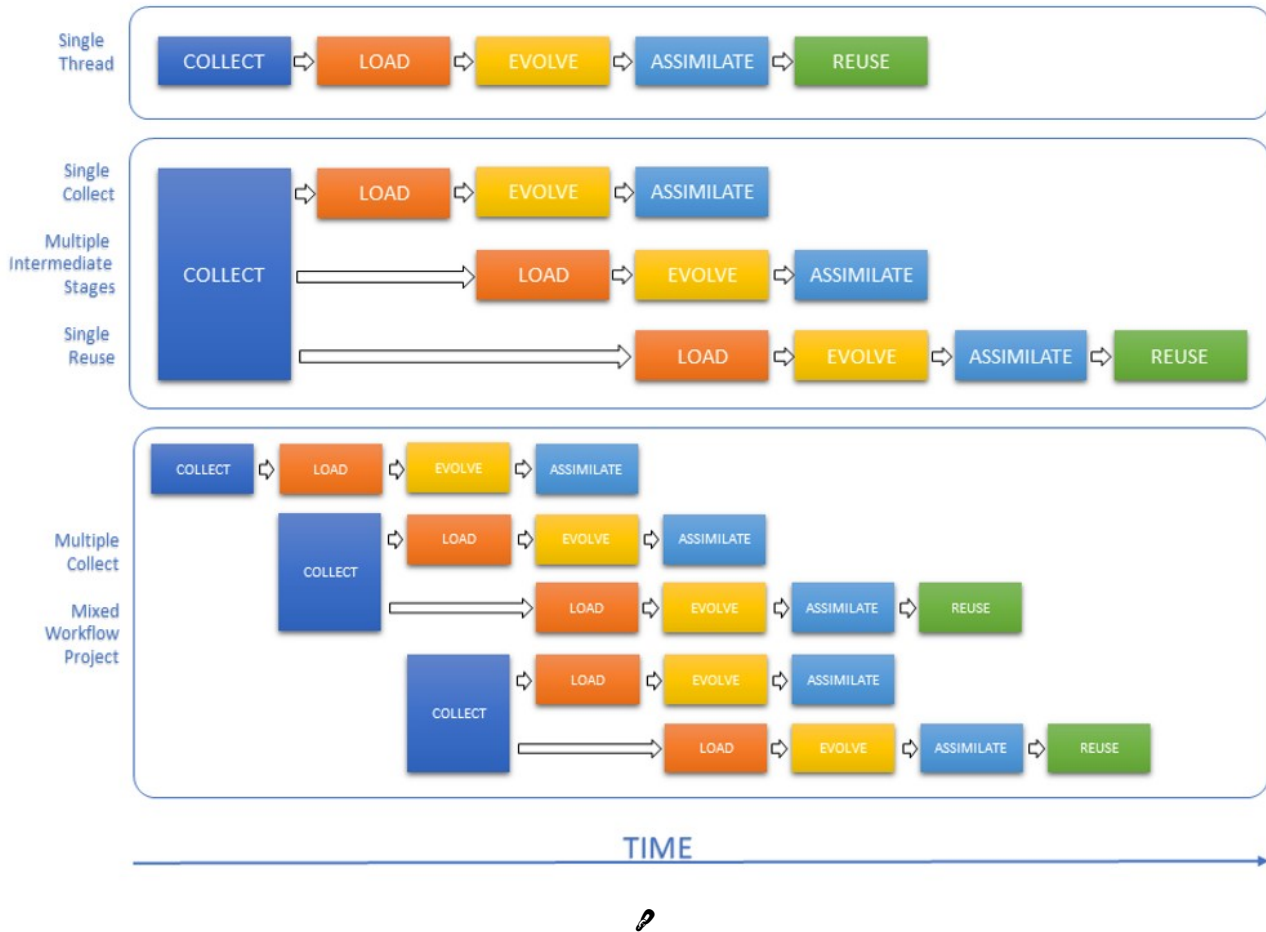 Single
Thread
COLLECT
LOAD
EVOLVE
ASSIMILATE
REUSE
Single
Collect
Multiple
Intermediate
Stages
Single
Reuse
COLLECT
LOAD
EVOLVE
ASSIMILATE
LOAD
EVOLVE
ASSIMILATE
LOAD
EVOLVE
ASSIMILATE
REUSE
Multiple
Collect
Mixed
Workflow
Project
COLLECT
LOAD
EVOLVE
ASSIMILATE
COLLECT
LOAD
EVOLVE
ASSIMILATE
LOAD
EVOLVE
ASSIMILATE
REUSE
COLLECT
LOAD
EVOLVE
ASSIMILATE
LOAD
EVOLVE
ASSIMILATE
REUSE
TIME